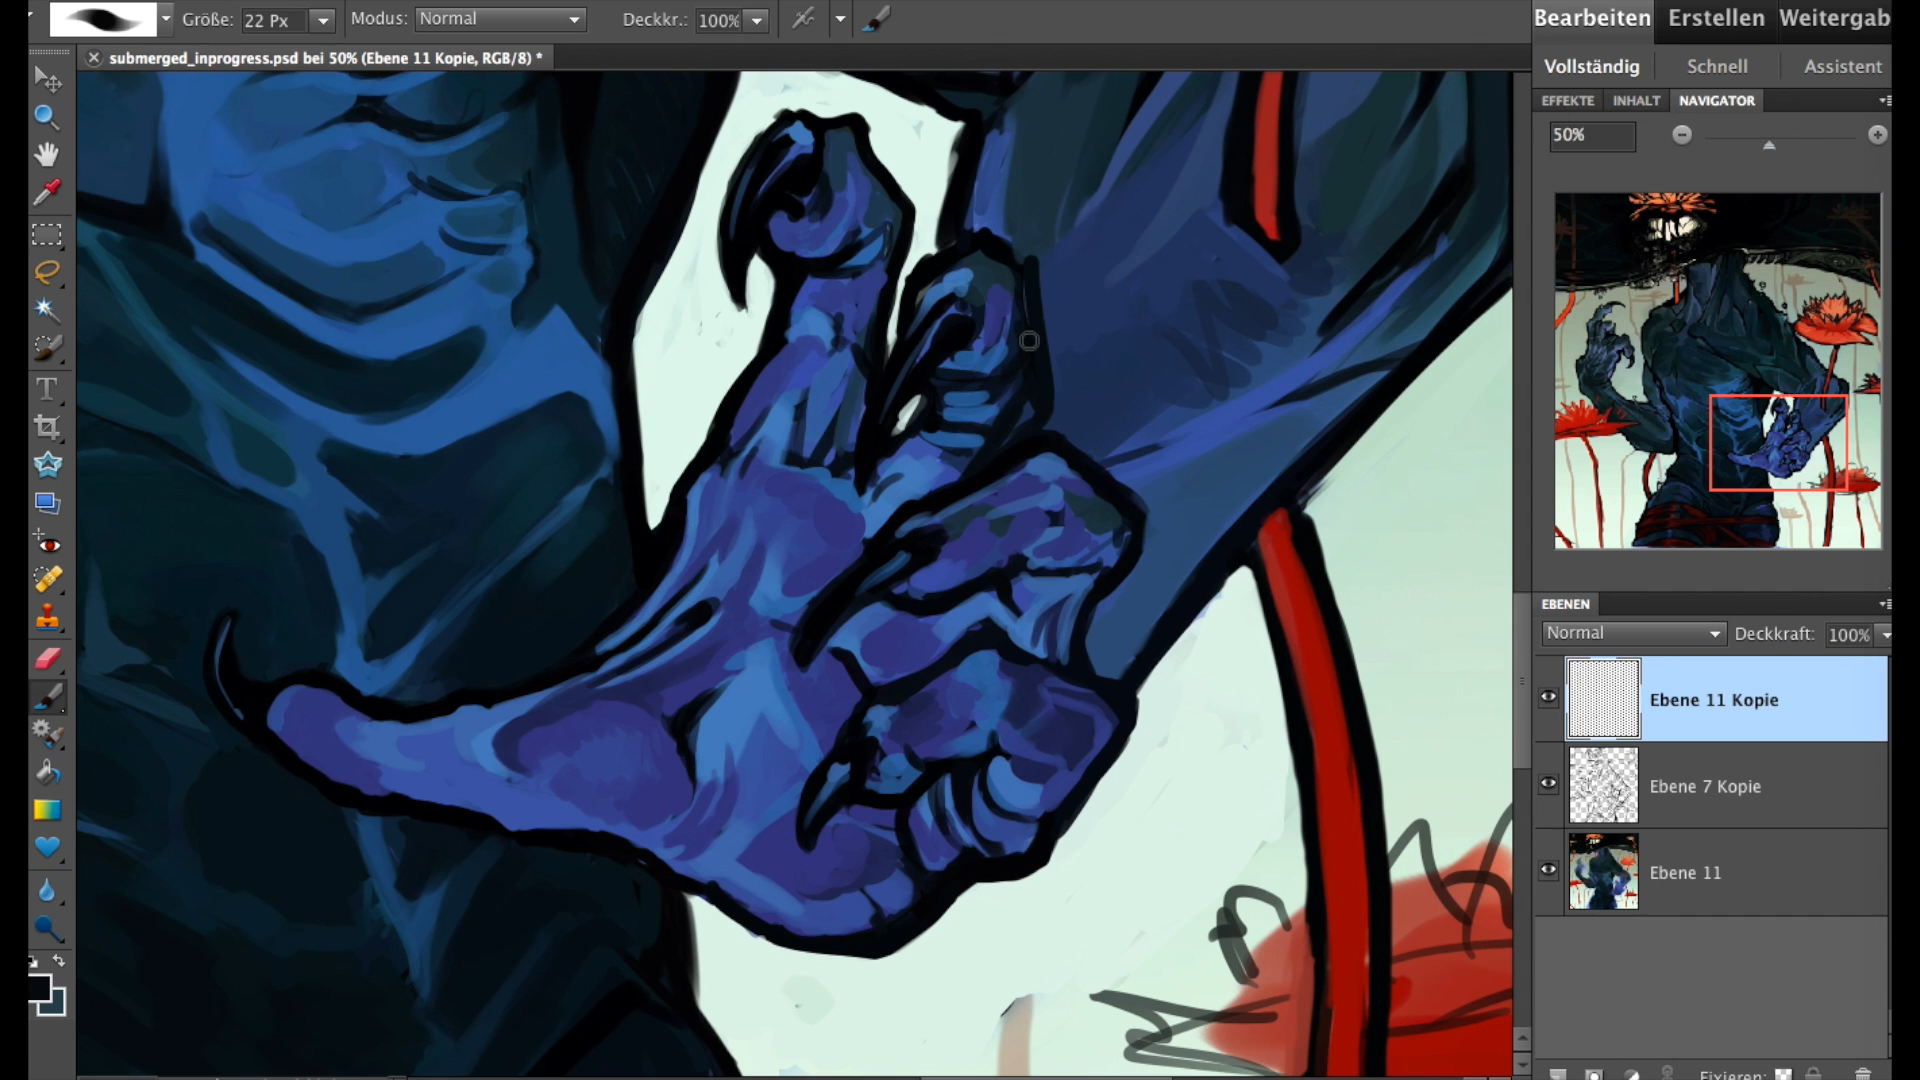 Größe: 22 Px Modus: Normal Deckkr.: 100%
Bearbeiten Erstellen Weitergab
submerged_inprogress.psd bei 50% (Ebene 11 Kopie, RGB/8) *
Vollständig Schnell Assistent
EFFEKTE INHALT NAVIGATOR
50%
EBENEN
Normal Deckkraft: 100%
Ebene 11 Kopie
Ebene 7 Kopie
Ebene 11
Fixieren: